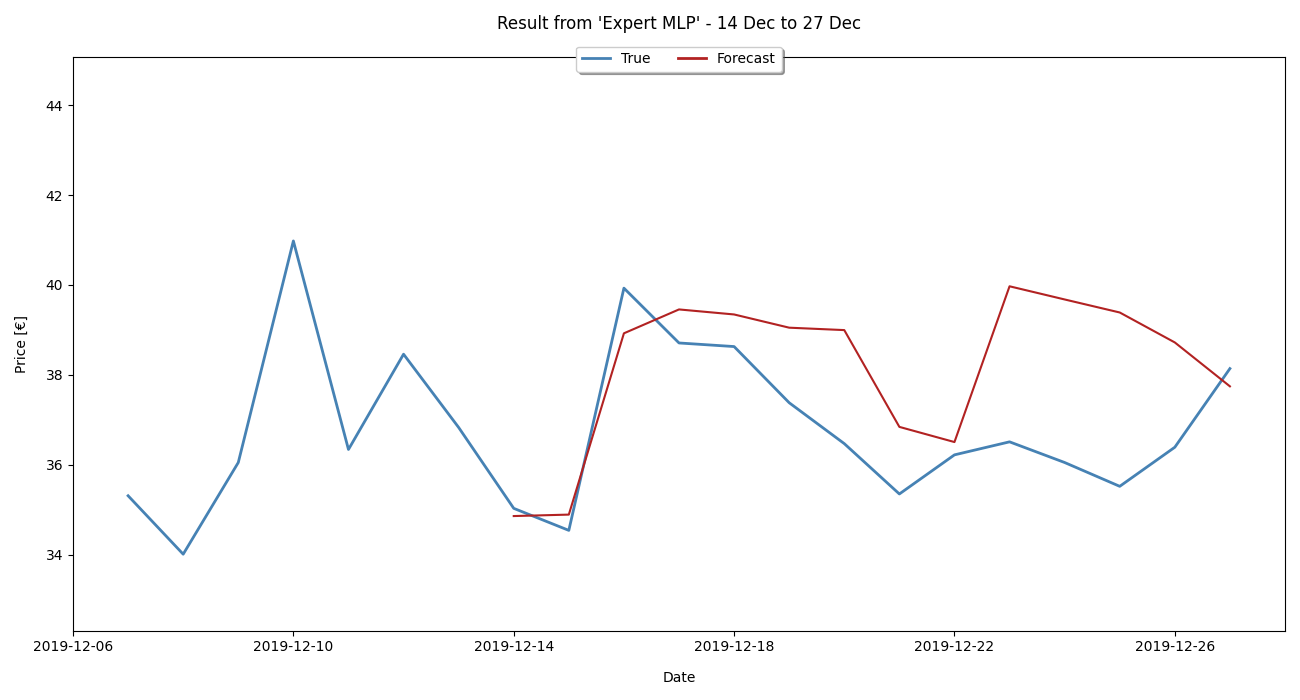 Result from 'Expert MLP' - 14 Dec to 27 Dec
True Forecast
44
42
40
38
36
34
Price [€]
2019-12-06 2019-12-10 2019-12-14 2019-12-18 2019-12-22 2019-12-26
Date